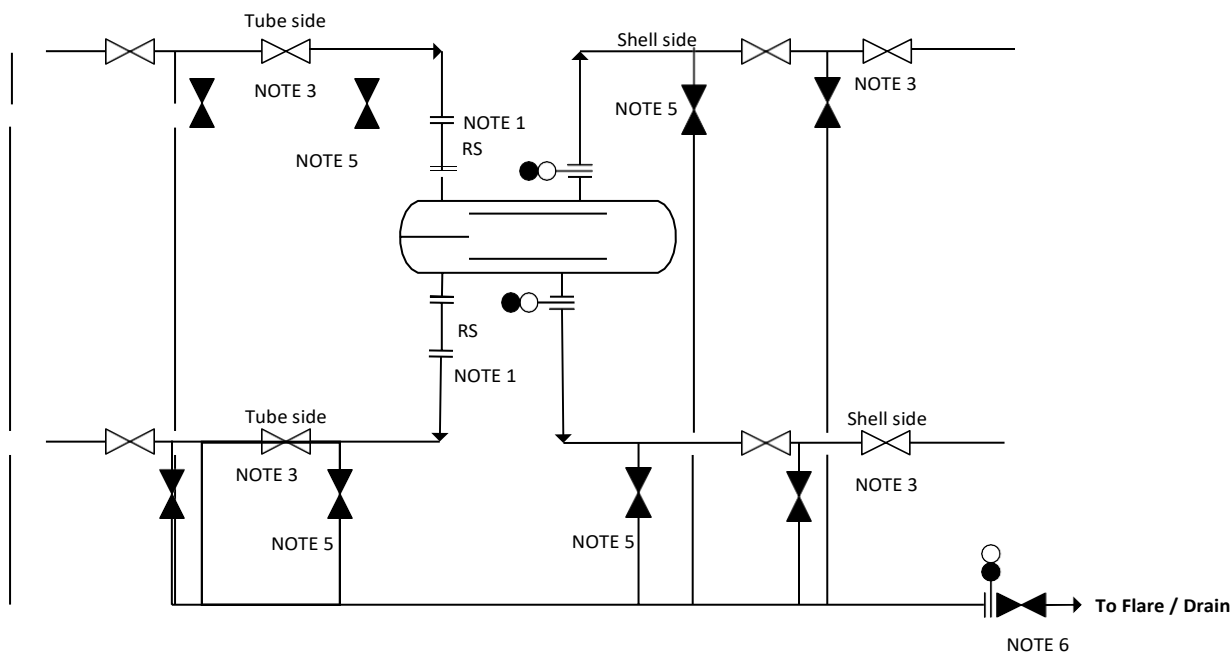 Tube side
Shell side
NOTE 3
NOTE 3
NOTE 5
NOTE 1
NOTE 5
RS
RS
NOTE 1
Tube side
Shell side
NOTE 3
NOTE 3
NOTE 5
NOTE 5
To Flare / Drain
NOTE 6